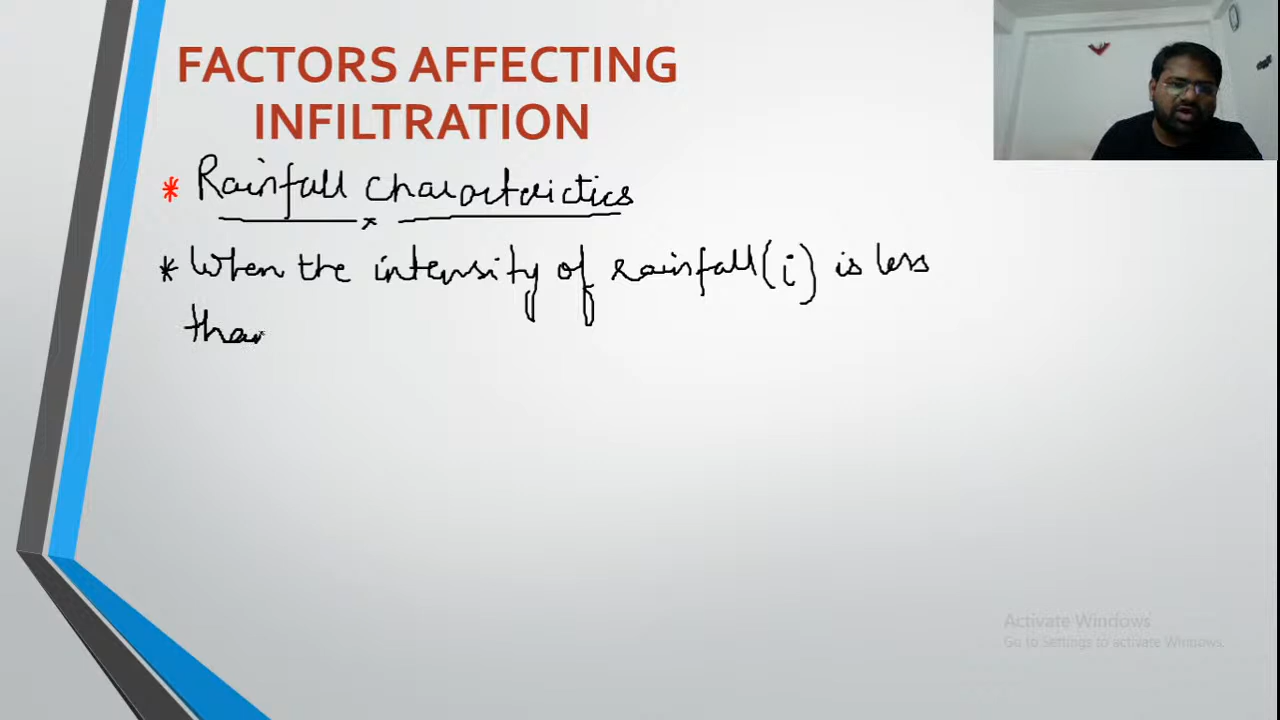 FACTORS AFFECTING
INFILTRATION
* Rainfall characteristics
* When the intensity of rainfall (i) is less
than
Activate Windows
Go to Settings to activate Windows.